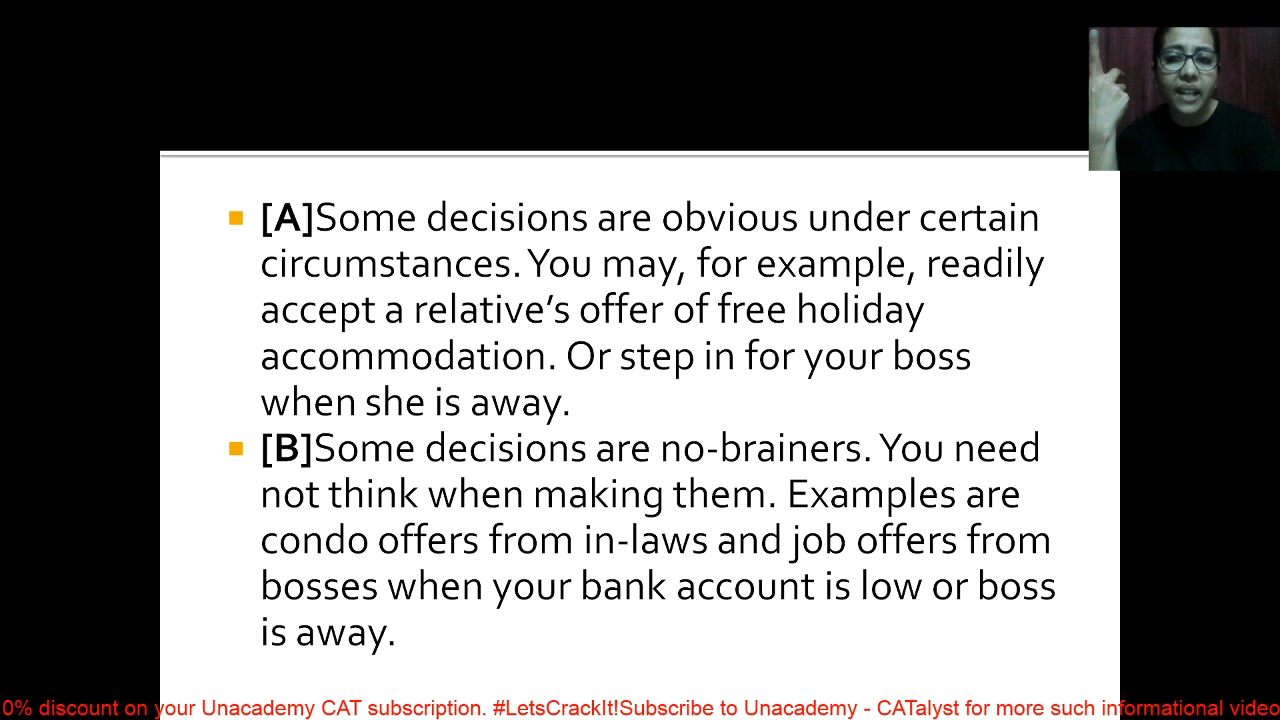 [A]Some decisions are obvious under certain
circumstances. You may, for example, readily
accept a relative's offer of free holiday
accommodation. Or step in for your boss
when she is away.
[B]Some decisions are no-brainers. You need
not think when making them. Examples are
condo offers from in-laws and job offers from
bosses when your bank account is low or boss
is away.
0% discount on your Unacademy CAT subscription. #LetsCrackIt!Subscribe to Unacademy - CATalyst for more such informational video